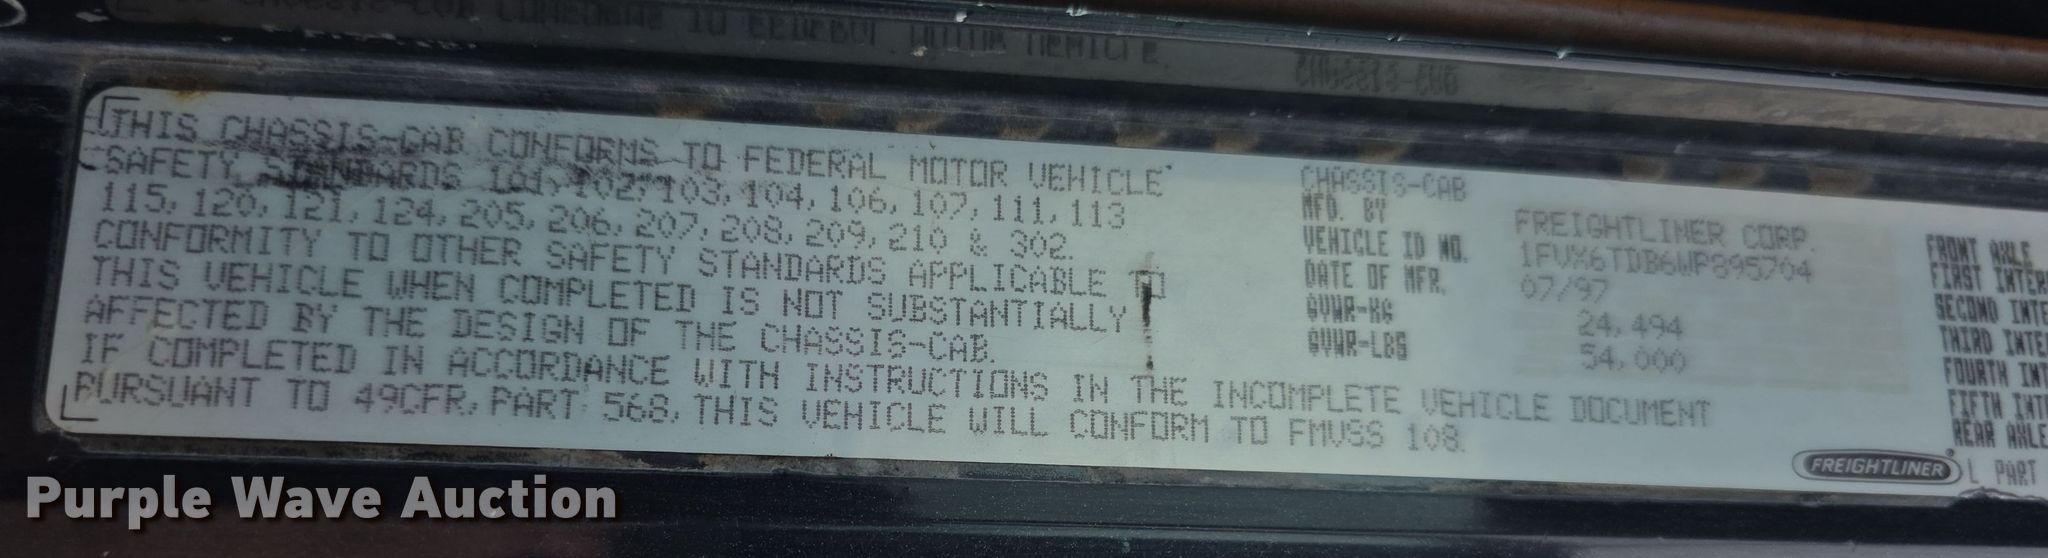 THIS CHASSIS-CAB CONFORMS TO FEDERAL MOTOR VEHICLE
SAFETY STANDARDS 101, 102, 103, 104, 106, 107, 111, 113
115, 120, 121, 124, 205, 206, 207, 208, 209, 210 & 302.
CONFORMITY TO OTHER SAFETY STANDARDS APPLICABLE TO
THIS VEHICLE WHEN COMPLETED IS NOT SUBSTANTIALLY
AFFECTED BY THE DESIGN OF THE CHASSIS-CAB.
IF COMPLETED IN ACCORDANCE WITH INSTRUCTIONS IN THE INCOMPLETE VEHICLE DOCUMENT
PURSUANT TO 49CFR, PART 568, THIS VEHICLE WILL CONFORM TO FMVSS 108.
CHASSIS-CAB
MFD. BY FREIGHTLINER CORP.
VEHICLE ID NO. 1FVX6TDB6WP895704
DATE OF MFR. 07/97
GVWR-KG 24,494
GVWR-LBS 54,000
FRONT AXLE
FIRST INTER
SECOND INTE
THIRD INTE
FOURTH INT
FIFTH INT
REAR AXLE
FREIGHTLINER®
PART
Purple Wave Auction